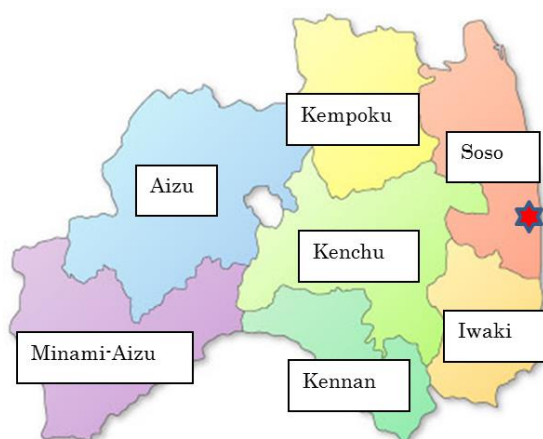 Kempoku
Soso
Aizu
Kenchu
Iwaki
Minami-Aizu
Kennan